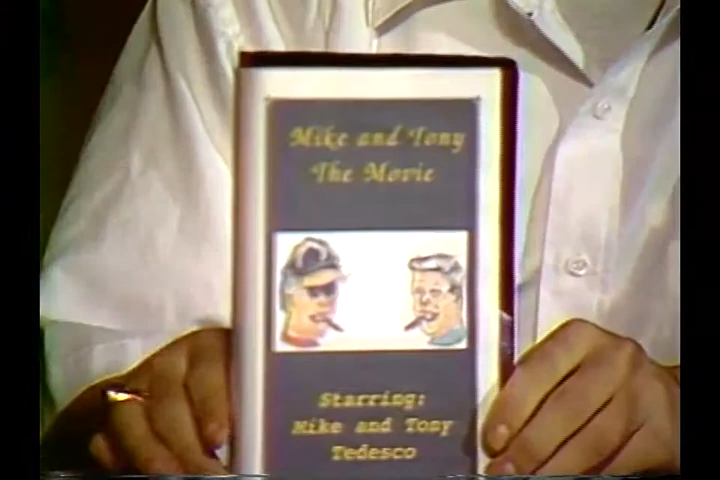 Mike and Tony
The Movie
Starring:
Mike and Tony
Tedesco